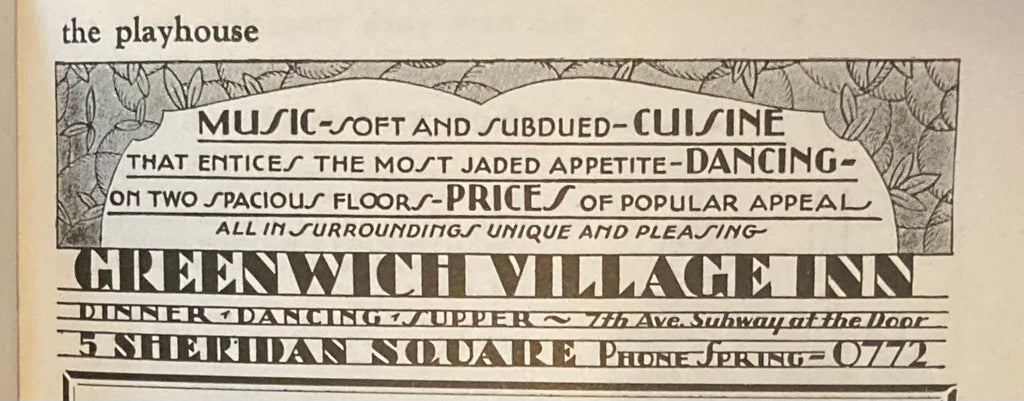 the playhouse
MUSIC-SOFT AND SUBDUED-CUISINE
THAT ENTICES THE MOST JADED APPETITE-DANCING-
ON TWO SPACIOUS FLOORS-PRICES OF POPULAR APPEAL
ALL IN SURROUNDINGS UNIQUE AND PLEASING
GREENWICH VILLAGE INN
DINNER · DANCING · SUPPER ~ 7th Ave. Subway at the Door
5 SHERIDAN SQUARE PHONE SPRING=0772